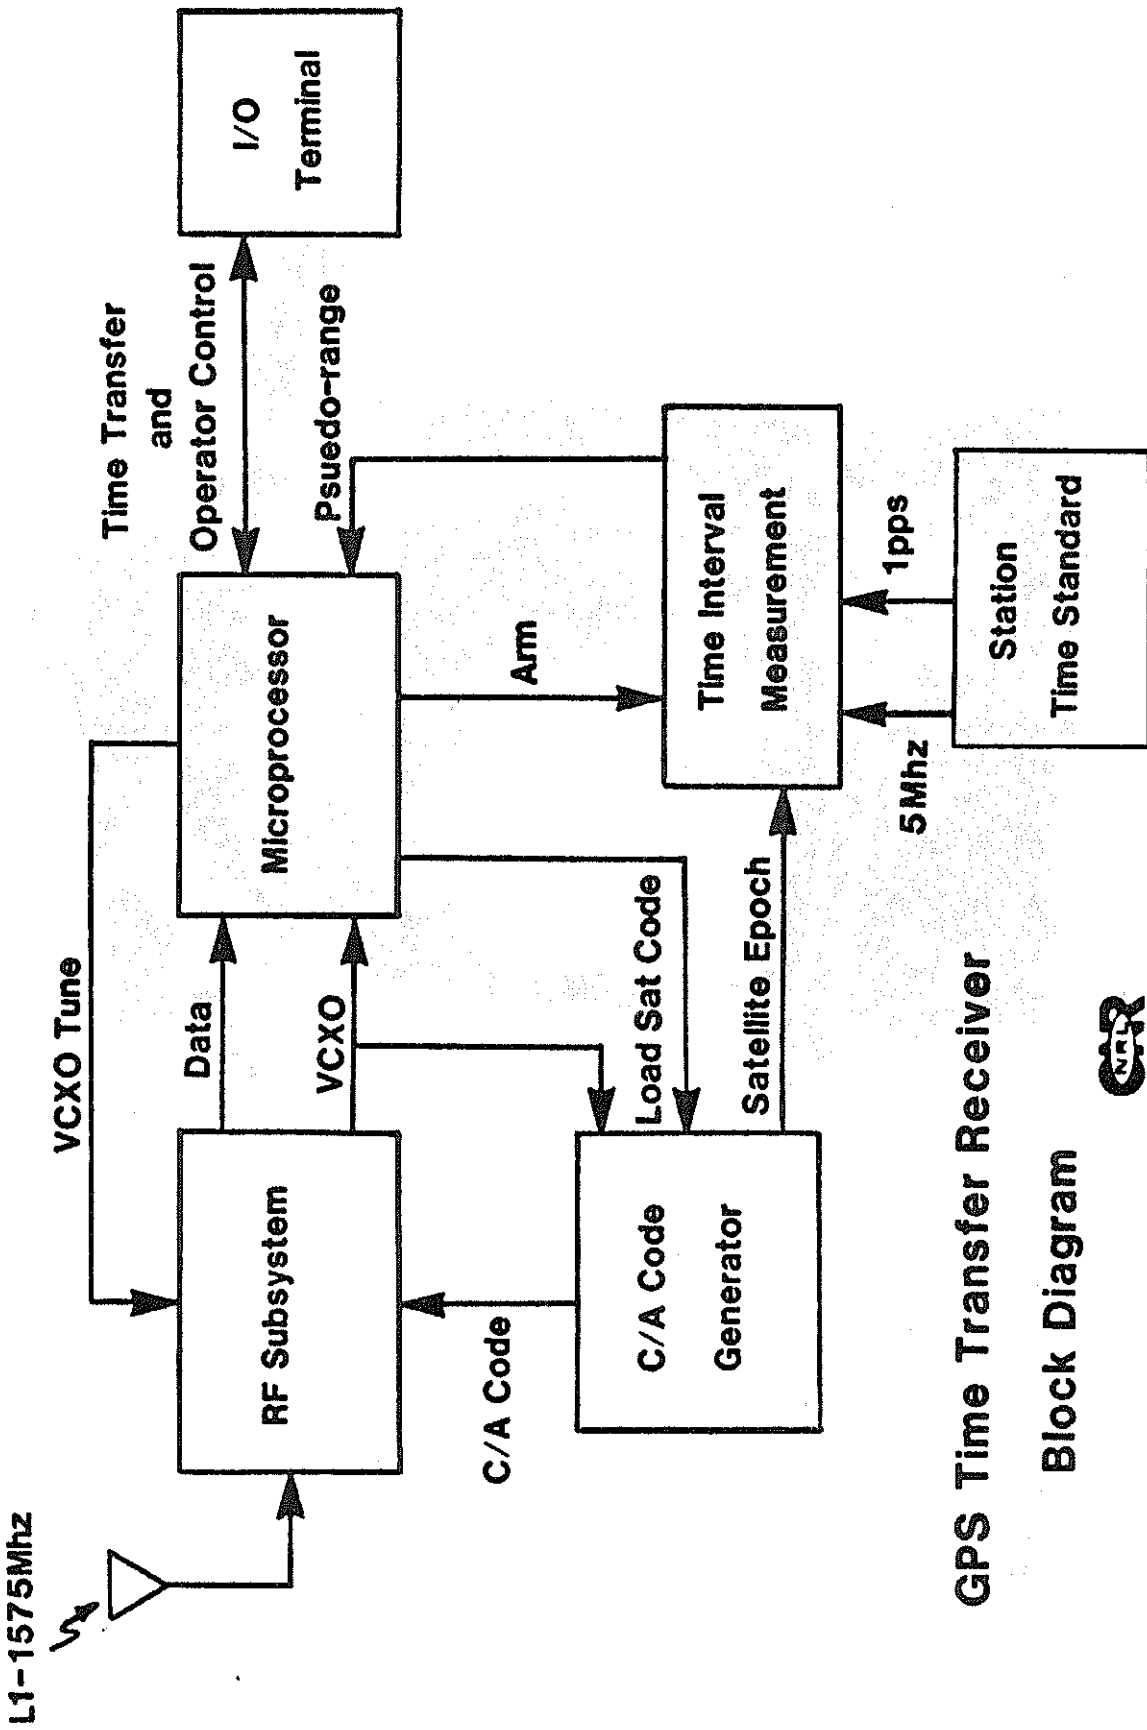 L1-1575Mhz
VCXO Tune
Time Transfer
and
Operator Control
RF Subsystem
Data
VCXO
Microprocessor
Psuedo-range
I/O
Terminal
C/A Code
Arm
C/A Code
Generator
Load Sat Code
Satellite Epoch
Time Interval
Measurement
5Mhz
1pps
Station
Time Standard
GPS Time Transfer Receiver
Block Diagram
NRL